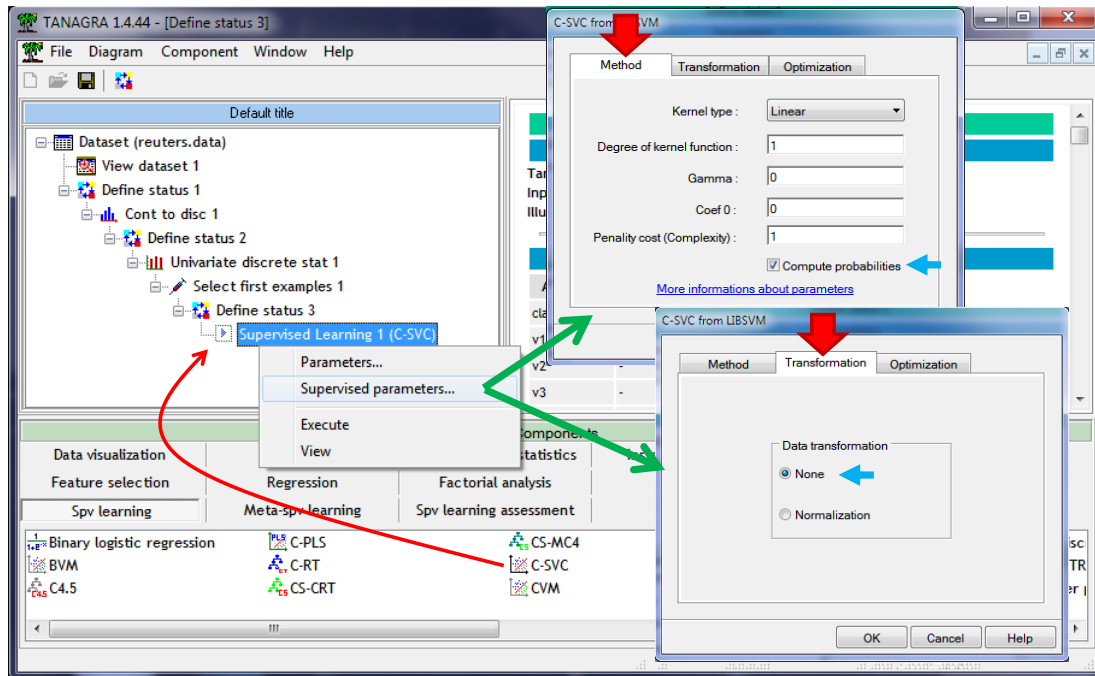 TANAGRA 1.4.44 - [Define status 3]
File Diagram Component Window Help
Default title
Dataset (reuters.data)
View dataset 1
Define status 1
Cont to disc 1
Define status 2
Univariate discrete stat 1
Select first examples 1
Define status 3
Supervised Learning 1 (C-SVC)
Parameters...
Supervised parameters...
Execute
View
v1
v2 -
v3 -
C-SVC from
Method Transformation Optimization
Kernel type : Linear
Degree of kernel function : 1
Gamma : 0
Coef 0 : 0
Penality cost (Complexity) : 1
Compute probabilities
More informations about parameters
C-SVC from LIBSVM
Method Transformation Optimization
Data transformation
None
Normalization
OK Cancel Help
Components
Data visualization statistics
Feature selection Regression Factorial analysis
Spv learning Meta-spv learning Spv learning assessment
Binary logistic regression C-PLS CS-MC4
BVM C-RT C-SVC
C4.5 CS-CRT CVM